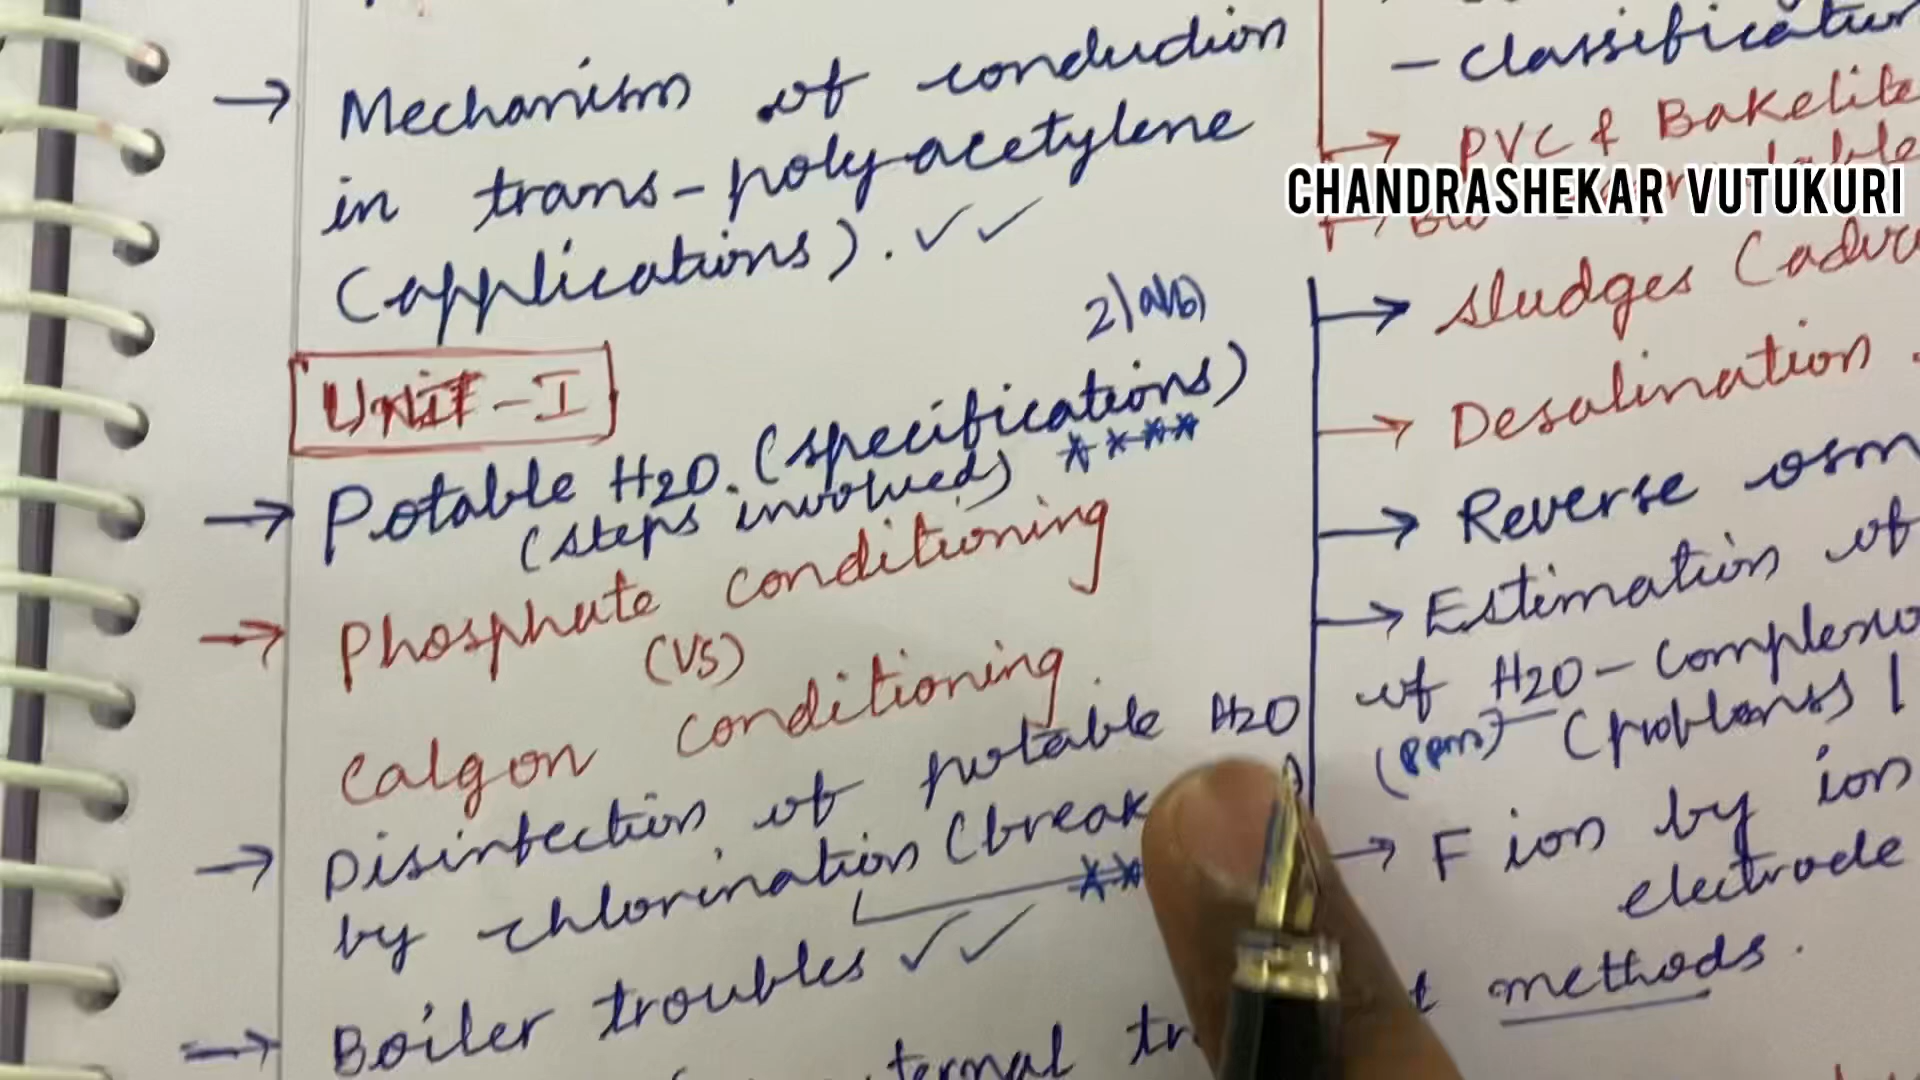 → Mechanism of conduction
in trans-poly acetylene
(applications). ✓✓
Unit-I
2)a/b)
→ Potable H2O. (specifications)
(steps involved) ****
→ Phosphate conditioning
(VS)
Calgon conditioning.
→ Disinfection of potable H2O
by chlorination (break
**
→ Boiler troubles ✓✓
- Classification
→ PVC & Bakelite
CHANDRASHEKAR VUTUKURI
→ Sludges
→ Desalination.
→ Reverse
→ Estimation of
of H2O -
(ppm) (problems)
→ F ion by ion
electrode
methods.